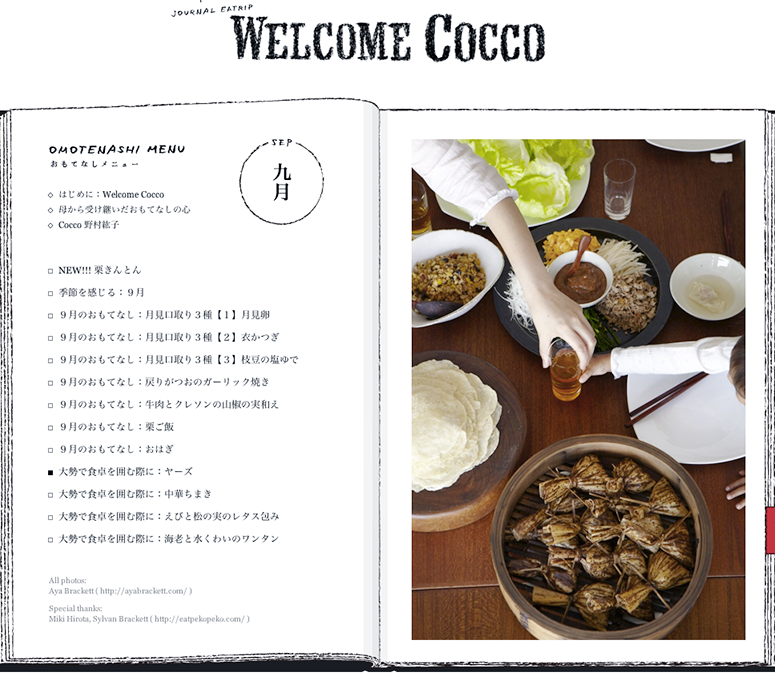 JOURNAL EATRIP
WELCOME COCCO
OMOTENASHI MENU
おもてなしメニュー
SEP
九月
◇ はじめに：Welcome Cocco
◇ 母から受け継いだおもてなしの心
◇ Cocco 野村紘子
□ NEW!!! 栗きんとん
□ 季節を感じる：９月
□ ９月のおもてなし：月見口取り３種【１】月見卵
□ ９月のおもてなし：月見口取り３種【２】衣かつぎ
□ ９月のおもてなし：月見口取り３種【３】枝豆の塩ゆで
□ ９月のおもてなし：戻りがつおのガーリック焼き
□ ９月のおもてなし：牛肉とクレソンの山椒の実和え
□ ９月のおもてなし：栗ご飯
□ ９月のおもてなし：おはぎ
■ 大勢で食卓を囲む際に：ヤーズ
□ 大勢で食卓を囲む際に：中華ちまき
□ 大勢で食卓を囲む際に：えびと松の実のレタス包み
□ 大勢で食卓を囲む際に：海老と水くわいのワンタン
All photos:
Aya Brackett ( http://ayabrackett.com/ )
Special thanks:
Miki Hirota, Sylvan Brackett ( http://eatpekopeko.com/ )